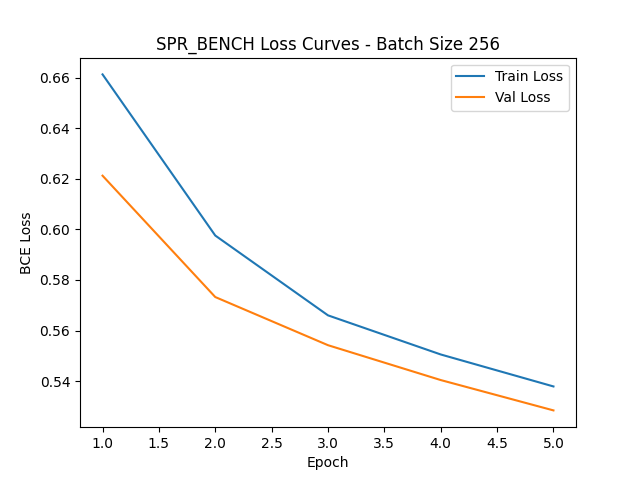 SPR_BENCH Loss Curves - Batch Size 256
Train Loss
Val Loss
BCE Loss
0.66
0.64
0.62
0.60
0.58
0.56
0.54
1.0 1.5 2.0 2.5 3.0 3.5 4.0 4.5 5.0
Epoch